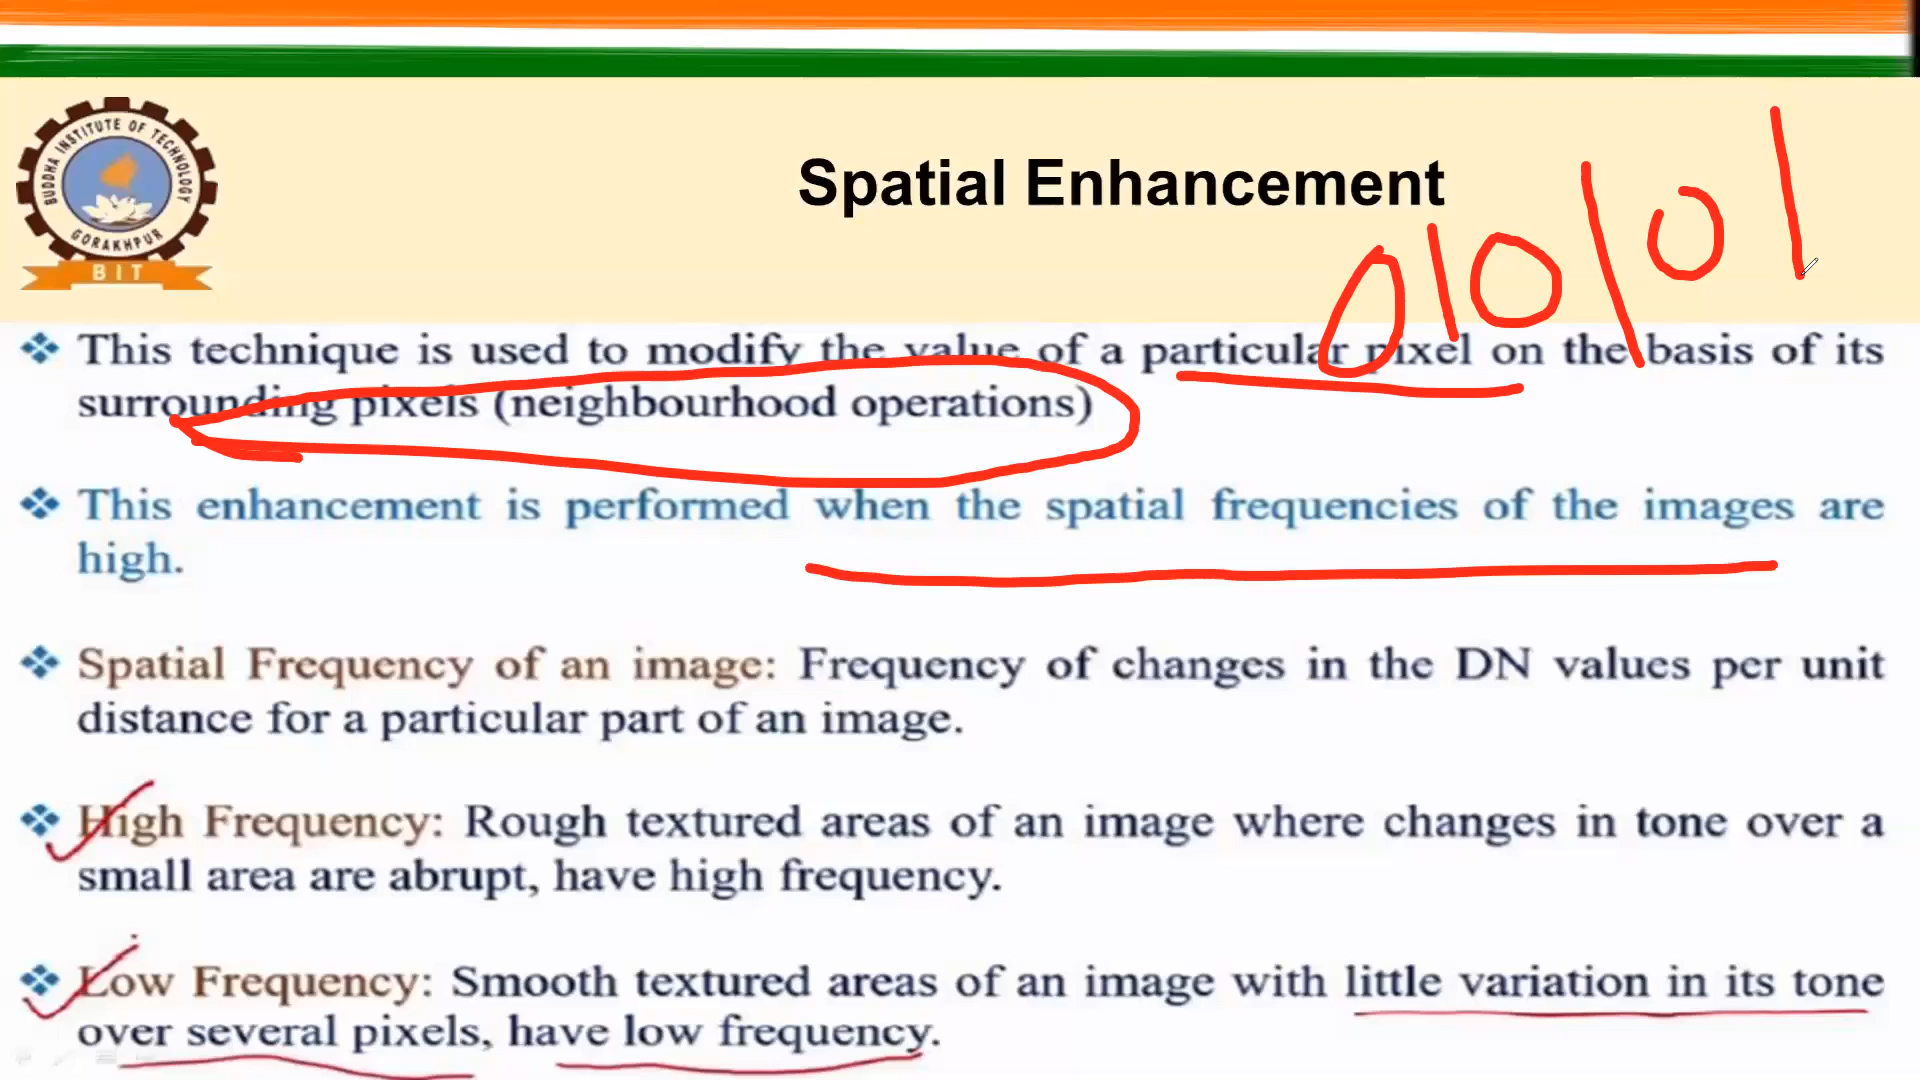 BUDDHA INSTITUTE OF TECHNOLOGY
GORAKHPUR
BIT
Spatial Enhancement
010101
❖ This technique is used to modify the value of a particular pixel on the basis of its
surrounding pixels (neighbourhood operations)
❖ This enhancement is performed when the spatial frequencies of the images are
high.
❖ Spatial Frequency of an image: Frequency of changes in the DN values per unit
distance for a particular part of an image.
❖ High Frequency: Rough textured areas of an image where changes in tone over a
small area are abrupt, have high frequency.
❖ Low Frequency: Smooth textured areas of an image with little variation in its tone
over several pixels, have low frequency.